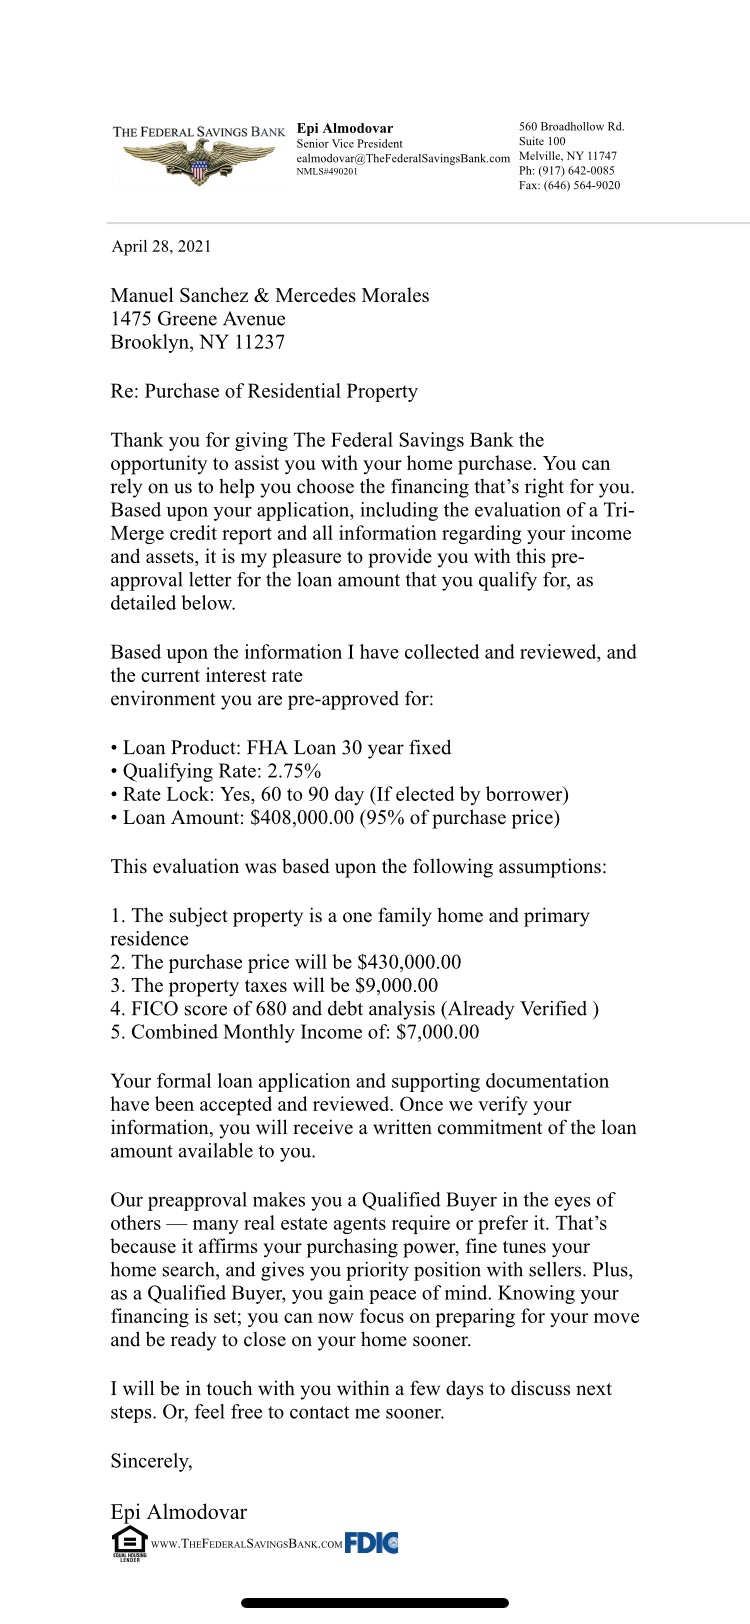 THE FEDERAL SAVINGS BANK
Epi Almodovar
Senior Vice President
ealmodovar@TheFederalSavingsBank.com
NMLS#490201
560 Broadhollow Rd.
Suite 100
Melville, NY 11747
Ph: (917) 642-0085
Fax: (646) 564-9020
April 28, 2021
Manuel Sanchez & Mercedes Morales
1475 Greene Avenue
Brooklyn, NY 11237
Re: Purchase of Residential Property
Thank you for giving The Federal Savings Bank the
opportunity to assist you with your home purchase. You can
rely on us to help you choose the financing that’s right for you.
Based upon your application, including the evaluation of a Tri-
Merge credit report and all information regarding your income
and assets, it is my pleasure to provide you with this pre-
approval letter for the loan amount that you qualify for, as
detailed below.
Based upon the information I have collected and reviewed, and
the current interest rate
environment you are pre-approved for:
• Loan Product: FHA Loan 30 year fixed
• Qualifying Rate: 2.75%
• Rate Lock: Yes, 60 to 90 day (If elected by borrower)
• Loan Amount: $408,000.00 (95% of purchase price)
This evaluation was based upon the following assumptions:
1. The subject property is a one family home and primary
residence
2. The purchase price will be $430,000.00
3. The property taxes will be $9,000.00
4. FICO score of 680 and debt analysis (Already Verified )
5. Combined Monthly Income of: $7,000.00
Your formal loan application and supporting documentation
have been accepted and reviewed. Once we verify your
information, you will receive a written commitment of the loan
amount available to you.
Our preapproval makes you a Qualified Buyer in the eyes of
others — many real estate agents require or prefer it. That’s
because it affirms your purchasing power, fine tunes your
home search, and gives you priority position with sellers. Plus,
as a Qualified Buyer, you gain peace of mind. Knowing your
financing is set; you can now focus on preparing for your move
and be ready to close on your home sooner.
I will be in touch with you within a few days to discuss next
steps. Or, feel free to contact me sooner.
Sincerely,
Epi Almodovar
EQUAL HOUSING
LENDER
WWW.THEFEDERALSAVINGSBANK.COM
FDIC